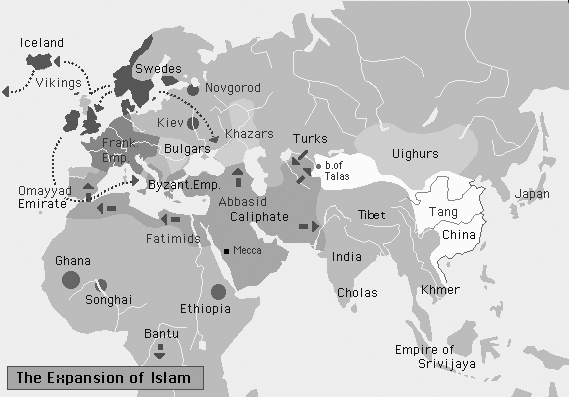 Iceland
Vikings
Swedes
Novgorod
Kiev
Khazars
Frank.
Emp.
Bulgars
Turks
b.of
Talas
Uighurs
Omayyad
Emirate
Byzant.Emp.
Abbasid
Caliphate
Tibet
Tang
China
Japan
Fatimids
Mecca
India
Ghana
Songhai
Ethiopia
Cholas
Khmer
Bantu
Empire of
Srivijaya
The Expansion of Islam